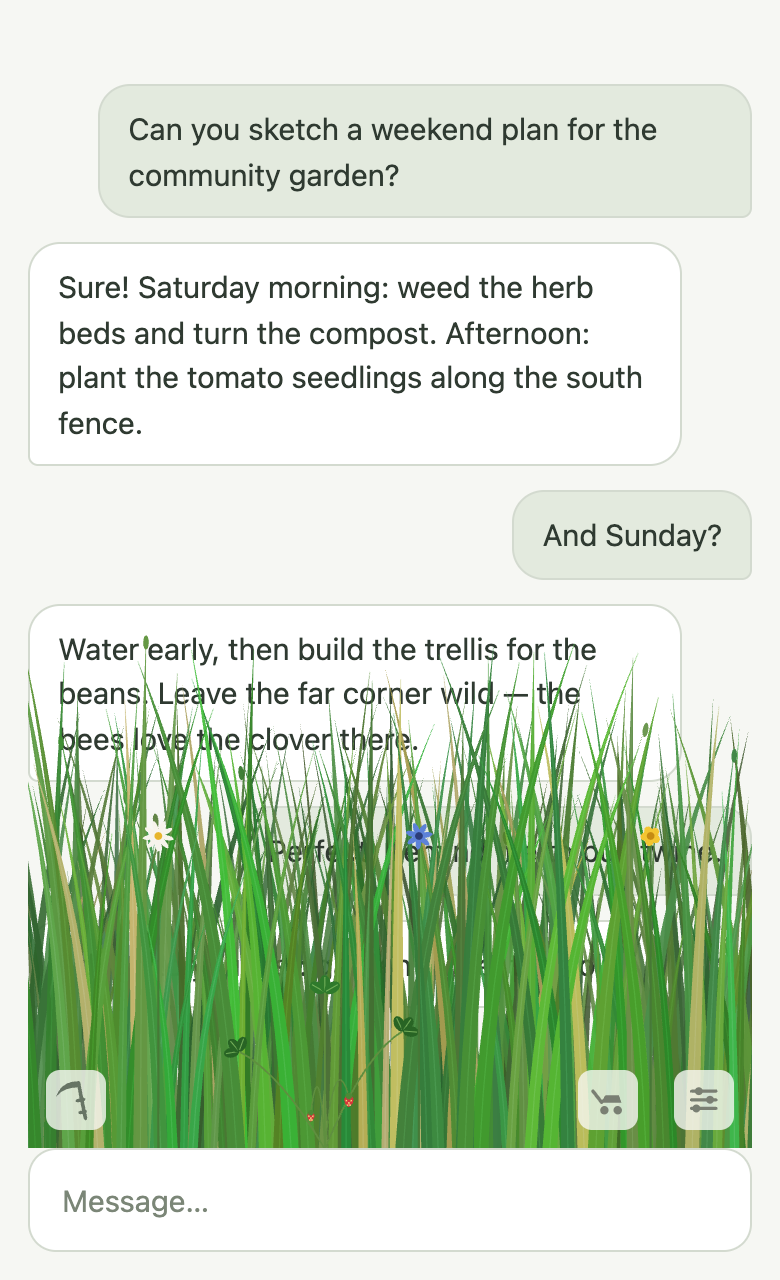 Can you sketch a weekend plan for the
community garden?
Sure! Saturday morning: weed the herb
beds and turn the compost. Afternoon:
plant the tomato seedlings along the south
fence.
And Sunday?
Water early, then build the trellis for the
beans. Leave the far corner wild — the
bees love the clover there.
Message...